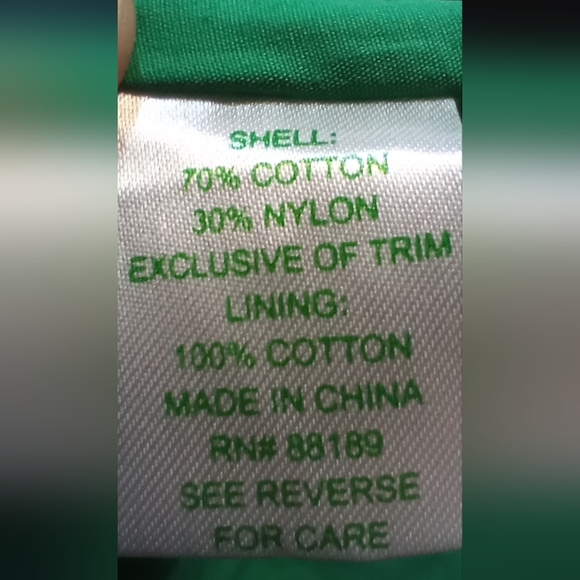 SHELL:
70% COTTON
30% NYLON
EXCLUSIVE OF TRIM
LINING:
100% COTTON
MADE IN CHINA
RN# 88189
SEE REVERSE
FOR CARE